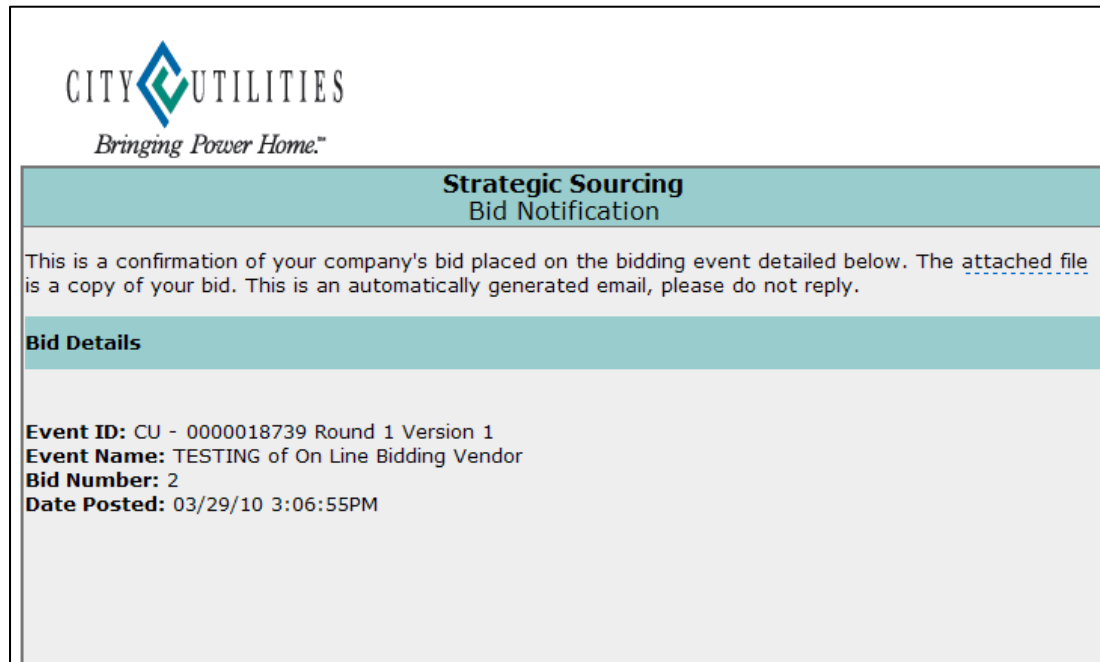 CITY UTILITIES
Bringing Power Home.™
Strategic Sourcing
Bid Notification
This is a confirmation of your company's bid placed on the bidding event detailed below. The attached file
is a copy of your bid. This is an automatically generated email, please do not reply.
Bid Details
Event ID: CU - 0000018739 Round 1 Version 1
Event Name: TESTING of On Line Bidding Vendor
Bid Number: 2
Date Posted: 03/29/10 3:06:55PM